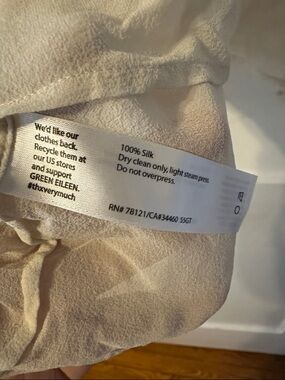 We'd like our
clothes back.
Recycle them at
our US stores
and support
GREEN EILEEN.
#thxverymuch
100% Silk
Dry clean only, light steam press.
Do not overpress.
RN# 78121/CA#34460 55GT